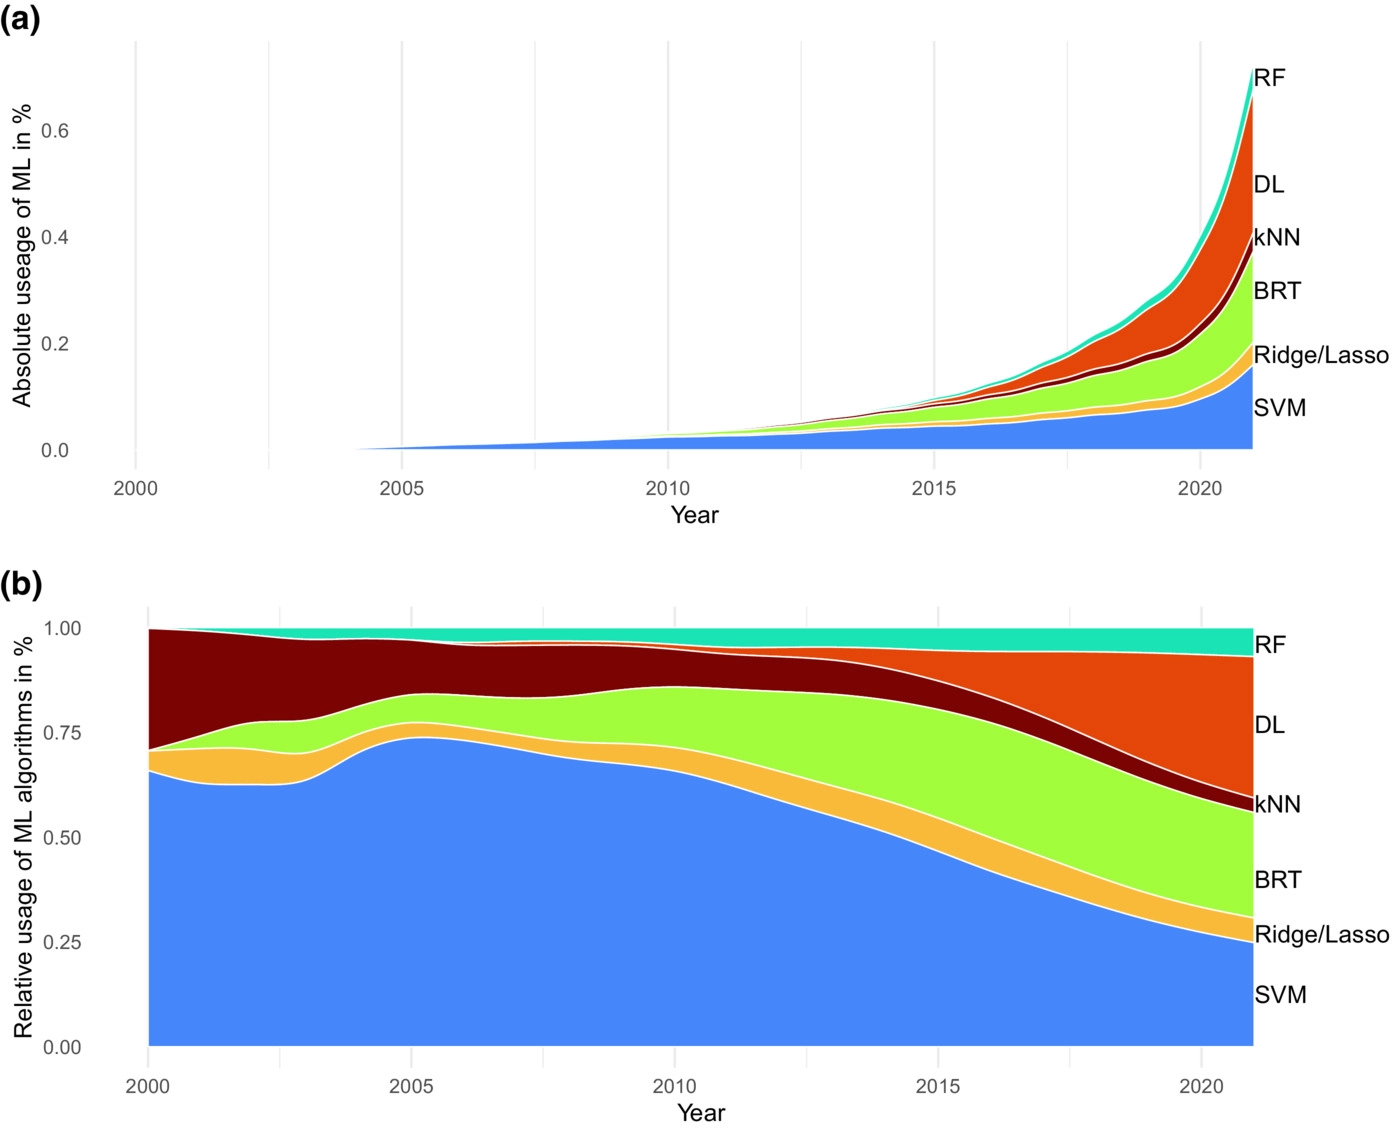 (a)
Absolute useage of ML in %
0.6
0.4
0.2
0.0
RF
DL
kNN
BRT
Ridge/Lasso
SVM
2000 2005 2010 2015 2020
Year
(b)
Relative usage of ML algorithms in %
1.00
0.75
0.50
0.25
0.00
RF
DL
kNN
BRT
Ridge/Lasso
SVM
2000 2005 2010 2015 2020
Year